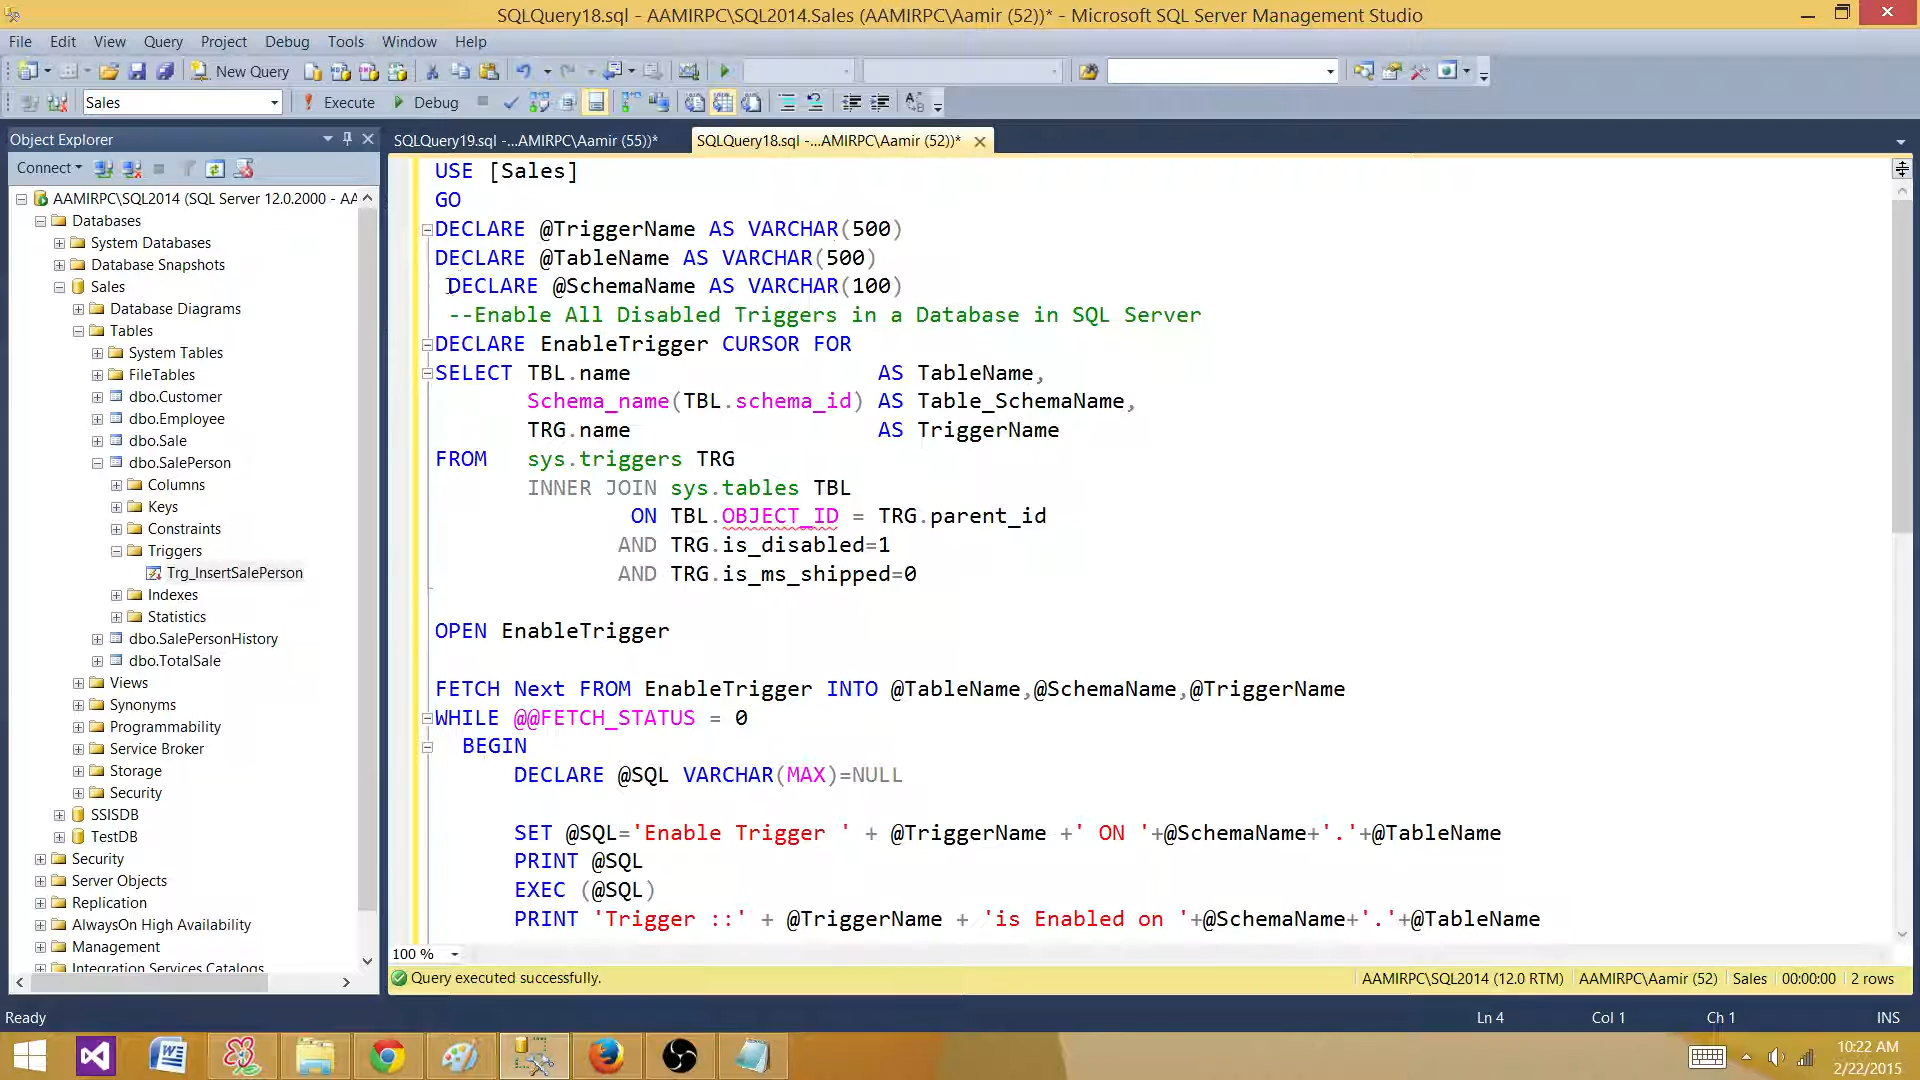 SQLQuery18.sql - AAMIRPC\SQL2014.Sales (AAMIRPC\Aamir (52))* - Microsoft SQL Server Management Studio
File Edit View Query Project Debug Tools Window Help
New Query
Sales Execute Debug
Object Explorer
SQLQuery19.sql -...AMIRPC\Aamir (55))* SQLQuery18.sql -...AMIRPC\Aamir (52))*
Connect
AAMIRPC\SQL2014 (SQL Server 12.0.2000 - AA
Databases
System Databases
Database Snapshots
Sales
Database Diagrams
Tables
System Tables
FileTables
dbo.Customer
dbo.Employee
dbo.Sale
dbo.SalePerson
Columns
Keys
Constraints
Triggers
Trg_InsertSalePerson
Indexes
Statistics
dbo.SalePersonHistory
dbo.TotalSale
Views
Synonyms
Programmability
Service Broker
Storage
Security
SSISDB
TestDB
Security
Server Objects
Replication
AlwaysOn High Availability
Management
Integration Services Catalogs
USE [Sales]
GO
DECLARE @TriggerName AS VARCHAR(500)
DECLARE @TableName AS VARCHAR(500)
DECLARE @SchemaName AS VARCHAR(100)
--Enable All Disabled Triggers in a Database in SQL Server
DECLARE EnableTrigger CURSOR FOR
SELECT TBL.name AS TableName,
Schema_name(TBL.schema_id) AS Table_SchemaName,
TRG.name AS TriggerName
FROM sys.triggers TRG
INNER JOIN sys.tables TBL
ON TBL.OBJECT_ID = TRG.parent_id
AND TRG.is_disabled=1
AND TRG.is_ms_shipped=0
OPEN EnableTrigger
FETCH Next FROM EnableTrigger INTO @TableName,@SchemaName,@TriggerName
WHILE @@FETCH_STATUS = 0
BEGIN
DECLARE @SQL VARCHAR(MAX)=NULL
SET @SQL='Enable Trigger ' + @TriggerName +' ON '+@SchemaName+'.'+@TableName
PRINT @SQL
EXEC (@SQL)
PRINT 'Trigger ::' + @TriggerName + 'is Enabled on '+@SchemaName+'.'+@TableName
100 %
Query executed successfully. AAMIRPC\SQL2014 (12.0 RTM) AAMIRPC\Aamir (52) Sales 00:00:00 2 rows
Ready Ln 4 Col 1 Ch 1 INS
10:22 AM
2/22/2015